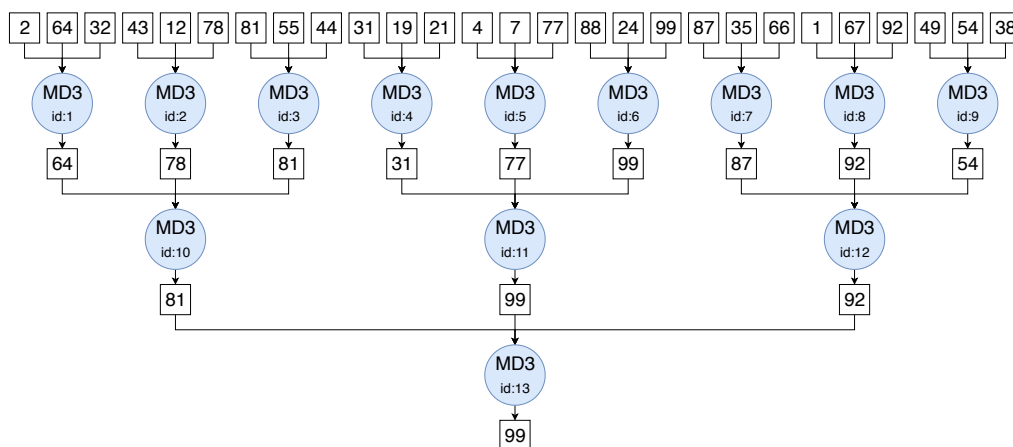 2 64 32 43 12 78 81 55 44 31 19 21 4 7 77 88 24 99 87 35 66 1 67 92 49 54 38
MD3 MD3 MD3 MD3 MD3 MD3 MD3 MD3 MD3
id:1 id:2 id:3 id:4 id:5 id:6 id:7 id:8 id:9
64 78 81 31 77 99 87 92 54
MD3 MD3 MD3
id:10 id:11 id:12
81 99 92
MD3
id:13
99